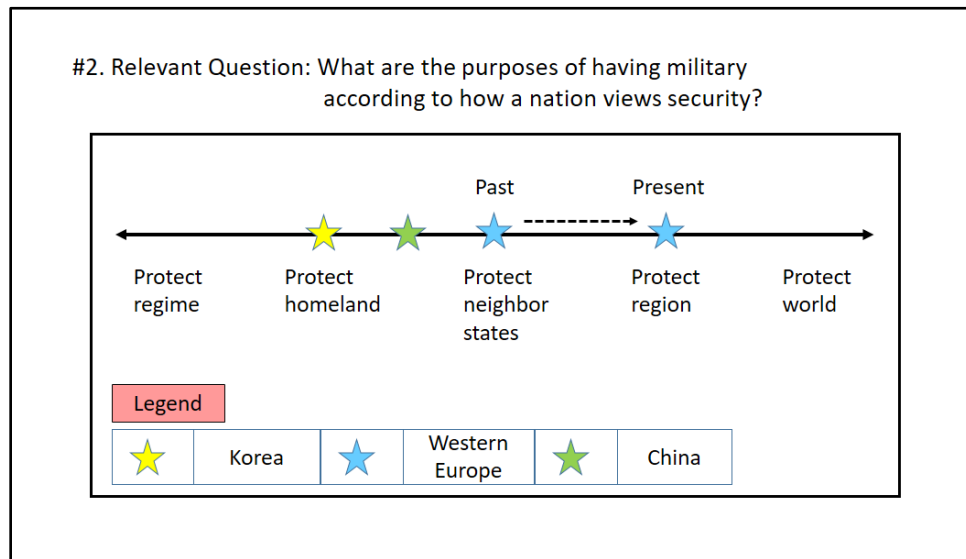 #2. Relevant Question: What are the purposes of having military
according to how a nation views security?
Past
Present
Protect
regime
Protect
homeland
Protect
neighbor
states
Protect
region
Protect
world
Legend
Korea
Western
Europe
China